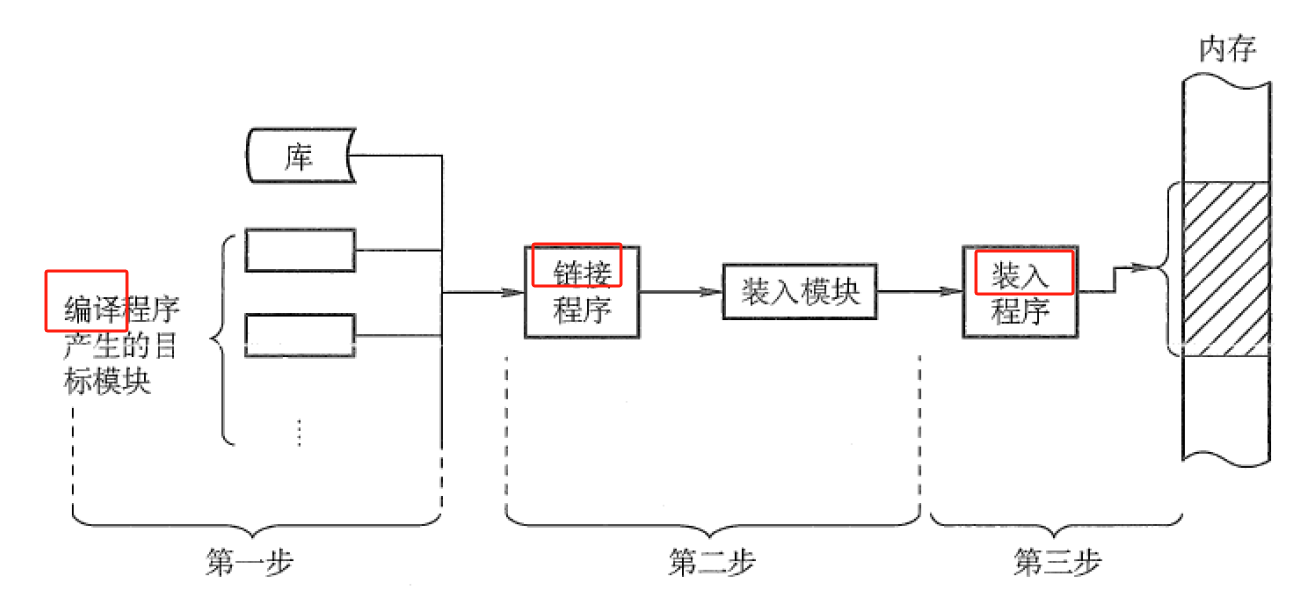 内存
库
编译程序
产生的目
标模块
链接
程序
装入模块
装入
程序
第一步
第二步
第三步